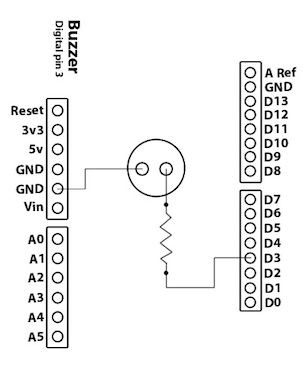 Buzzer
Digital pin 3
Reset
3v3
5v
GND
GND
Vin
A0
A1
A2
A3
A4
A5
A Ref
GND
D13
D12
D11
D10
D9
D8
D7
D6
D5
D4
D3
D2
D1
D0